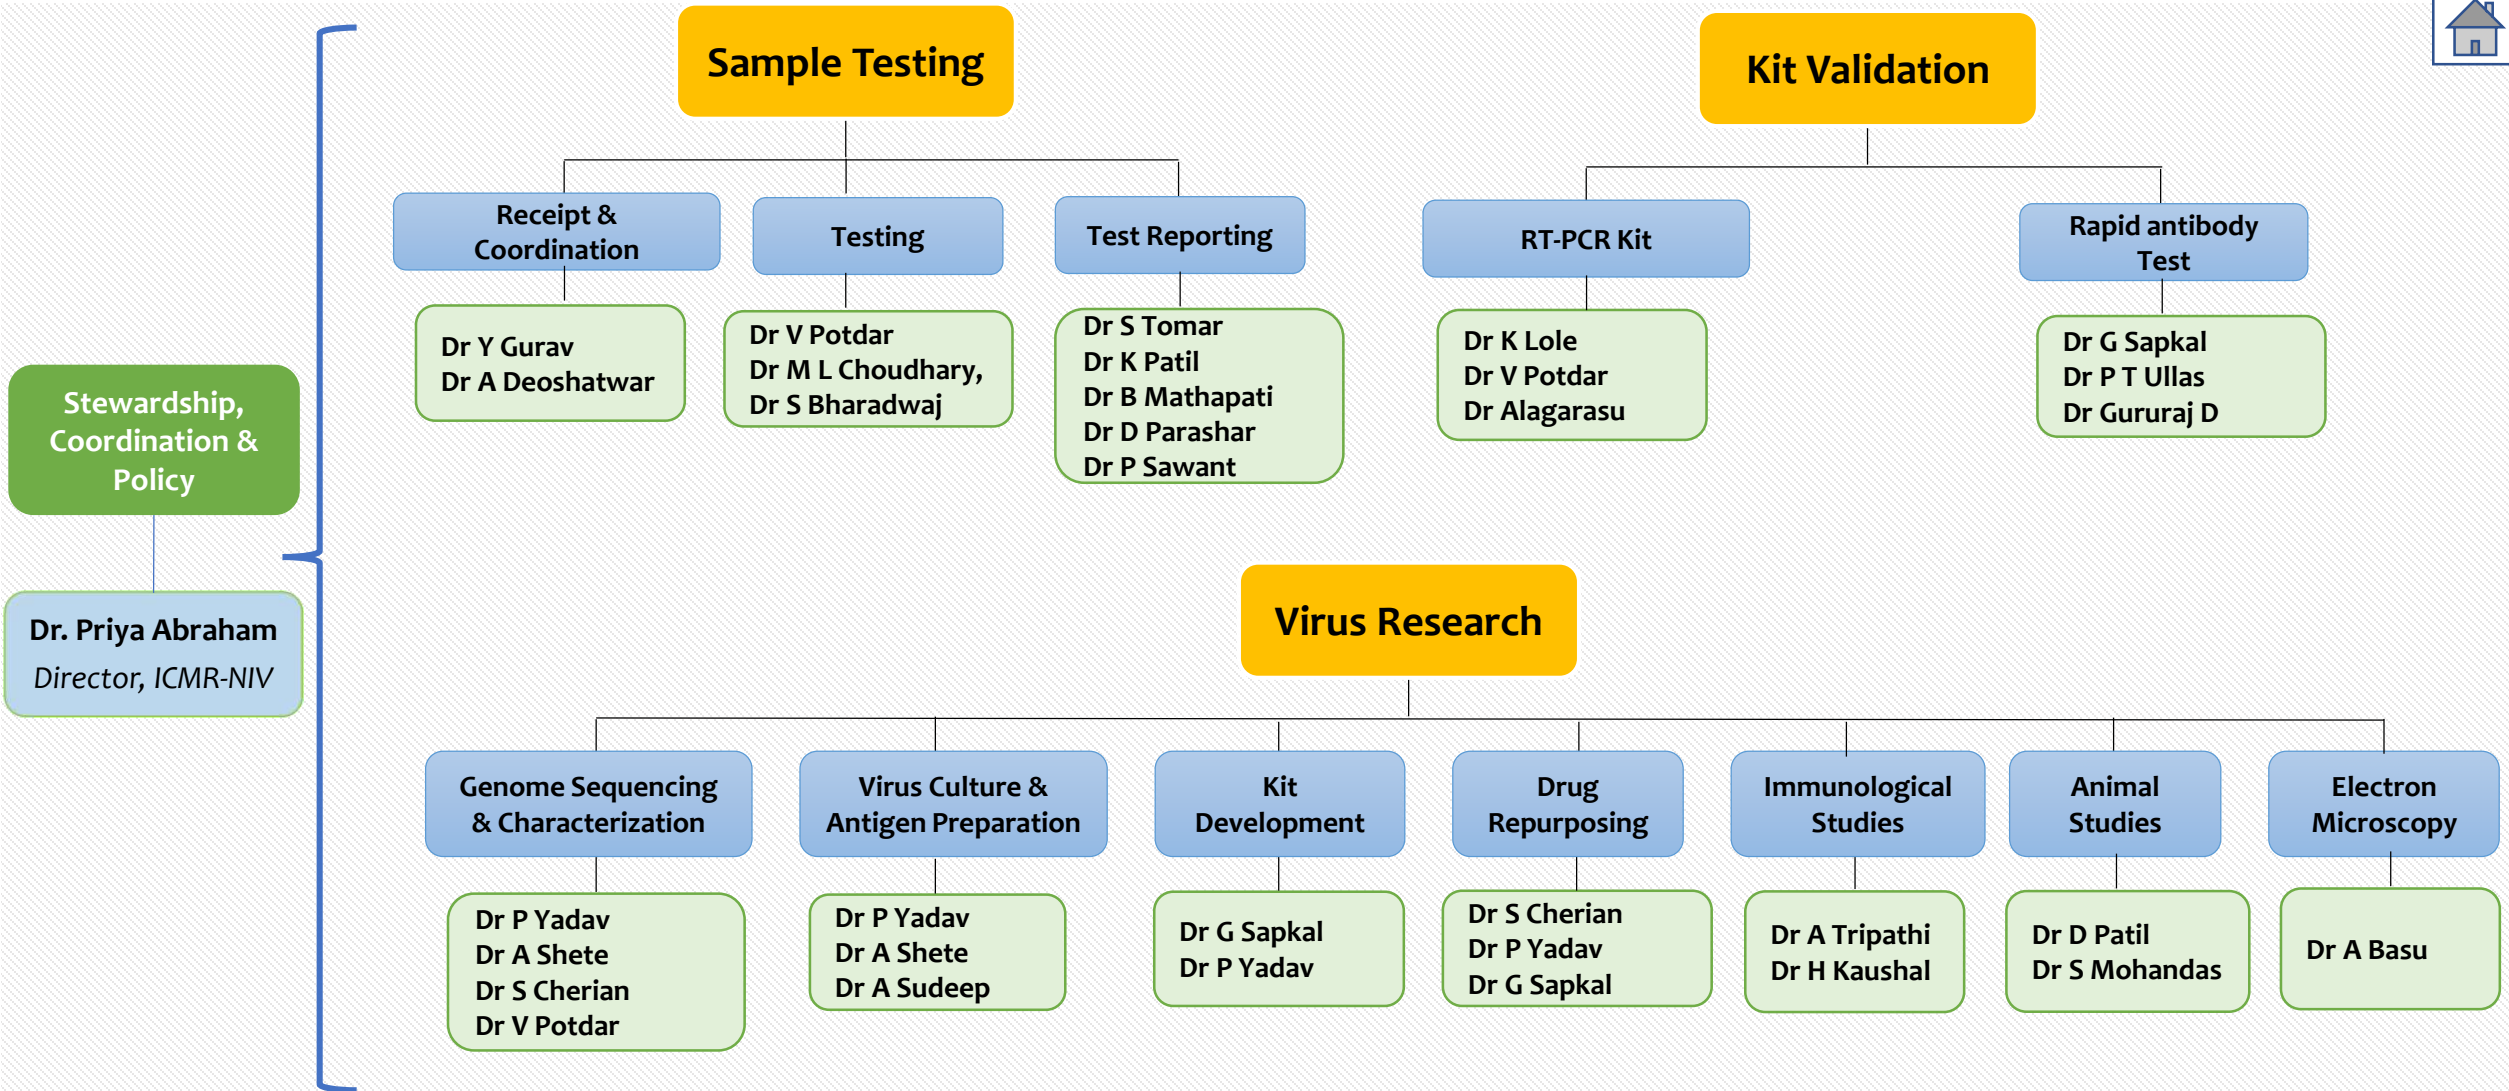 Stewardship,
Coordination &
Policy
Dr. Priya Abraham
Director, ICMR-NIV
Sample Testing
Receipt &
Coordination
Dr Y Gurav
Dr A Deoshatwar
Testing
Dr V Potdar
Dr M L Choudhary,
Dr S Bharadwaj
Test Reporting
Dr S Tomar
Dr K Patil
Dr B Mathapati
Dr D Parashar
Dr P Sawant
Kit Validation
RT-PCR Kit
Dr K Lole
Dr V Potdar
Dr Alagarasu
Rapid antibody
Test
Dr G Sapkal
Dr P T Ullas
Dr Gururaj D
Virus Research
Genome Sequencing
& Characterization
Dr P Yadav
Dr A Shete
Dr S Cherian
Dr V Potdar
Virus Culture &
Antigen Preparation
Dr P Yadav
Dr A Shete
Dr A Sudeep
Kit
Development
Dr G Sapkal
Dr P Yadav
Drug
Repurposing
Dr S Cherian
Dr P Yadav
Dr G Sapkal
Immunological
Studies
Dr A Tripathi
Dr H Kaushal
Animal
Studies
Dr D Patil
Dr S Mohandas
Electron
Microscopy
Dr A Basu